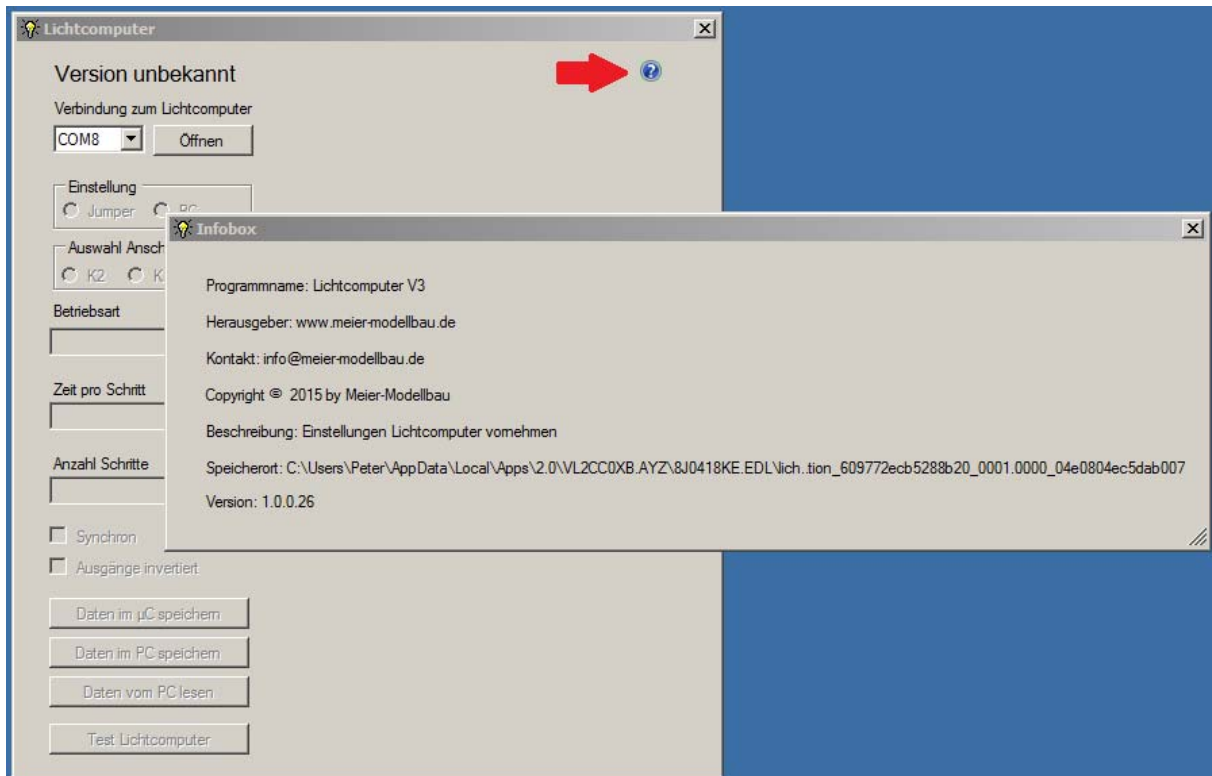 Lichtcomputer
Version unbekannt
Verbindung zum Lichtcomputer
COM8
Öffnen
Einstellung
Jumper
Auswahl Ansch
K2 K
Betriebsart
Zeit pro Schritt
Anzahl Schritte
Synchron
Ausgänge invertiert
Daten im µC speichern
Daten im PC speichern
Daten vom PC lesen
Test Lichtcomputer
Infobox
Programmname: Lichtcomputer V3
Herausgeber: www.meier-modellbau.de
Kontakt: info@meier-modellbau.de
Copyright © 2015 by Meier-Modellbau
Beschreibung: Einstellungen Lichtcomputer vornehmen
Speicherort: C:\Users\Peter\AppData\Local\Apps\2.0\VL2CC0XB.AYZ\8J0418KE.EDL\lich..tion_609772ecb5288b20_0001.0000_04e0804ec5dab007
Version: 1.0.0.26